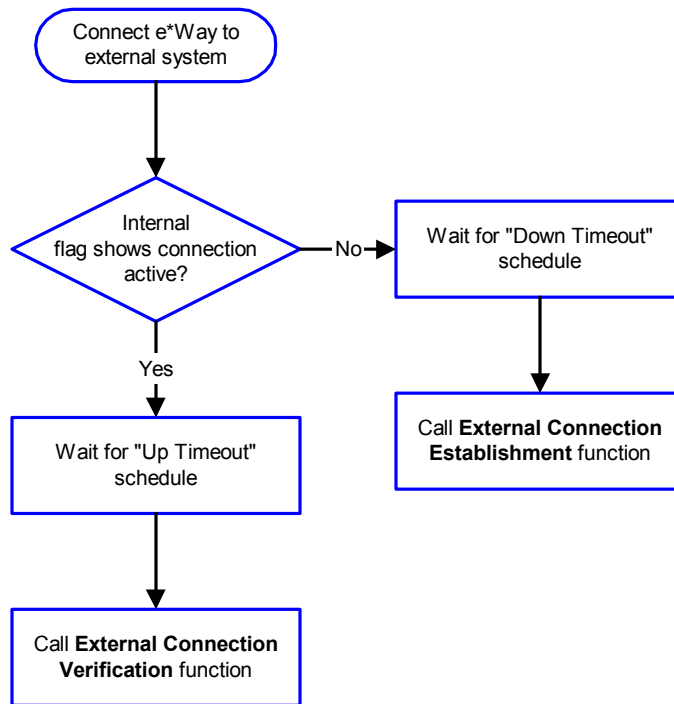 Connect e*Way to
external system
Internal
flag shows connection
active?
No
Wait for "Down Timeout"
schedule
Yes
Call External Connection
Establishment function
Wait for "Up Timeout"
schedule
Call External Connection
Verification function